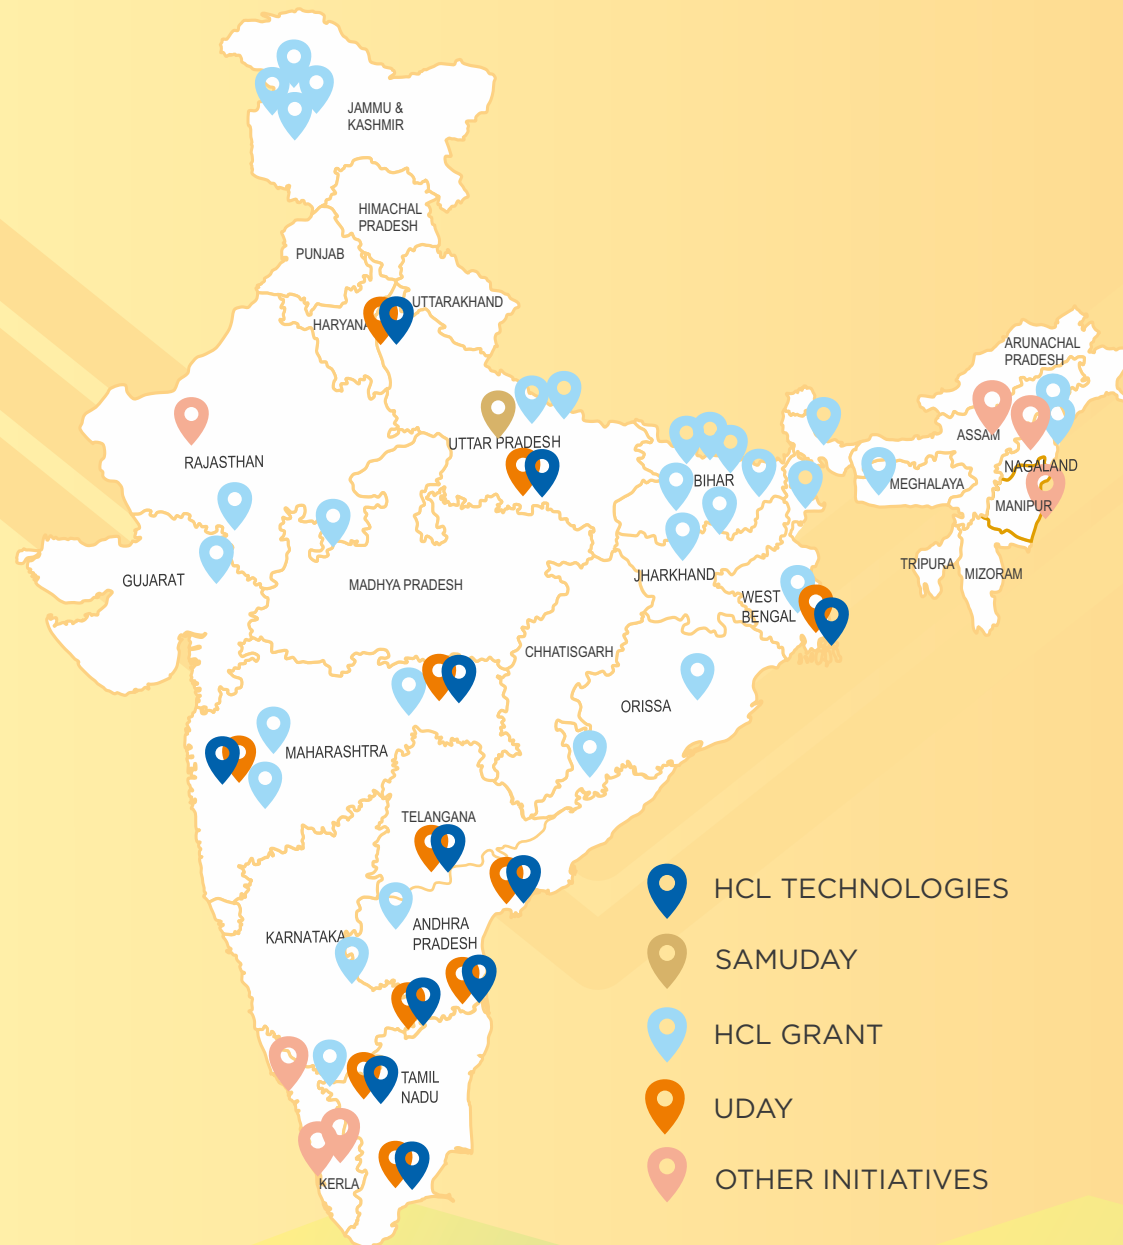 JAMMU &
KASHMIR
HIMACHAL
PRADESH
PUNJAB
UTTARAKHAND
HARYANA
ARUNACHAL
PRADESH
ASSAM
UTTAR PRADESH
RAJASTHAN
NAGALAND
BIHAR
MEGHALAYA
MANIPUR
TRIPURA
MIZORAM
JHARKHAND
GUJARAT
MADHYA PRADESH
WEST
BENGAL
CHHATISGARH
ORISSA
MAHARASHTRA
TELANGANA
ANDHRA
PRADESH
KARNATAKA
TAMIL
NADU
KERLA
HCL TECHNOLOGIES
SAMUDAY
HCL GRANT
UDAY
OTHER INITIATIVES